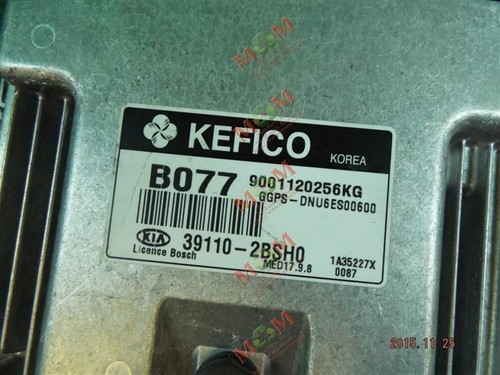 KEFICO KOREA
B077 9001120256KG
GGPS-DNU6ES00600
KIA 39110-2BSH0 1A35227X
Licence Bosch MED17.9.8 0087
M&M
M&M
M&M
M&M
M&M
2015.11.25